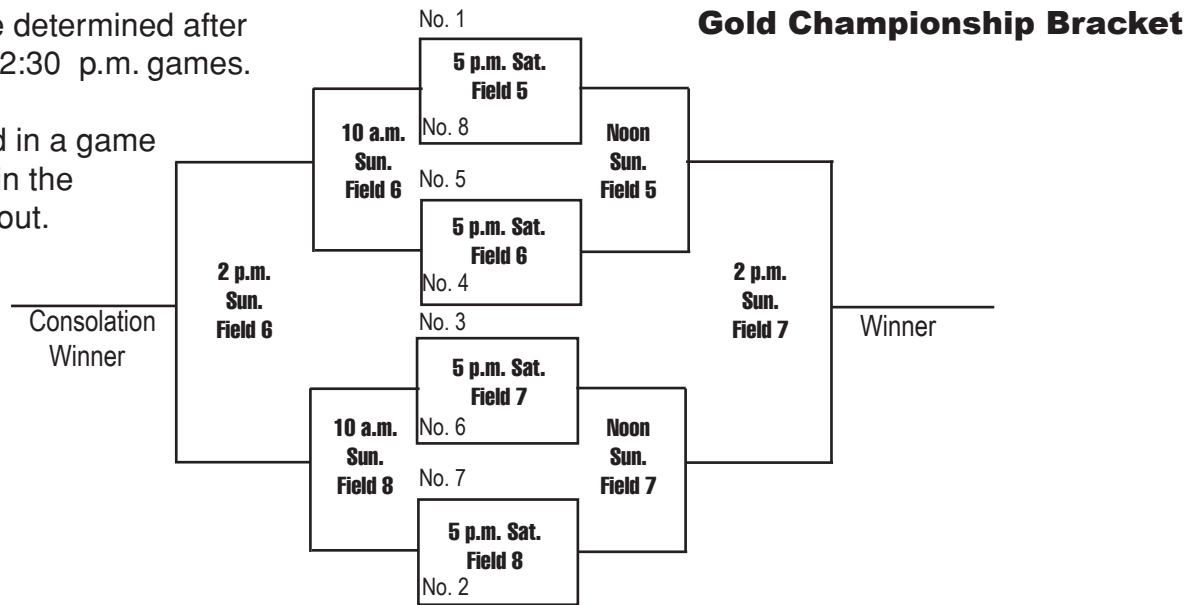 Gold Championship Bracket
e determined after
2:30 p.m. games.
d in a game
in the
out.
No. 1
5 p.m. Sat.
Field 5
No. 8
No. 5
5 p.m. Sat.
Field 6
No. 4
No. 3
5 p.m. Sat.
Field 7
No. 6
No. 7
5 p.m. Sat.
Field 8
No. 2
10 a.m.
Sun.
Field 6
10 a.m.
Sun.
Field 8
2 p.m.
Sun.
Field 6
Consolation
Winner
Noon
Sun.
Field 5
Noon
Sun.
Field 7
2 p.m.
Sun.
Field 7
Winner